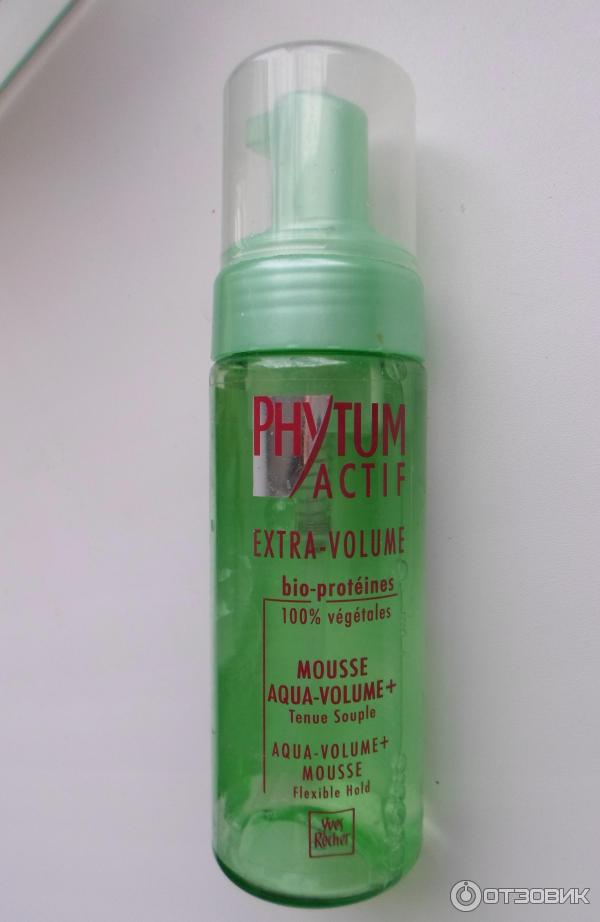 PHYTUM
ACTIF
EXTRA-VOLUME
bio-protéines
100% végétales
MOUSSE
AQUA-VOLUME+
Tenue Souple
AQUA-VOLUME+
MOUSSE
Flexible Hold
Yves
Rocher
ОТЗОВИК